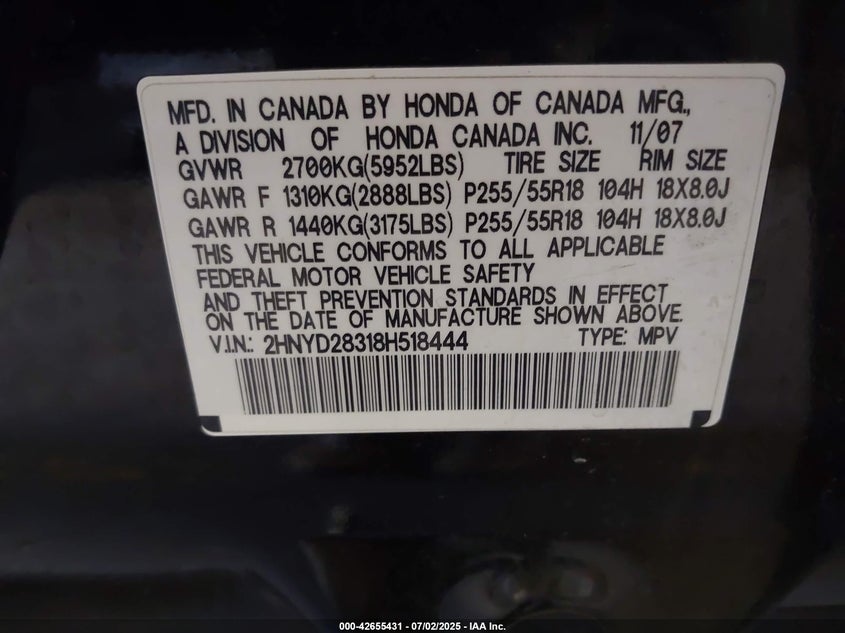 MFD. IN CANADA BY HONDA OF CANADA MFG.,
A DIVISION OF HONDA CANADA INC. 11/07
GVWR 2700KG(5952LBS) TIRE SIZE RIM SIZE
GAWR F 1310KG(2888LBS) P255/55R18 104H 18X8.0J
GAWR R 1440KG(3175LBS) P255/55R18 104H 18X8.0J
THIS VEHICLE CONFORMS TO ALL APPLICABLE
FEDERAL MOTOR VEHICLE SAFETY
AND THEFT PREVENTION STANDARDS IN EFFECT
ON THE DATE OF MANUFACTURE SHOWN ABOVE.
V.I.N.: 2HNYD28318H518444 TYPE: MPV
000-42655431 - 07/02/2025 - IAA Inc.